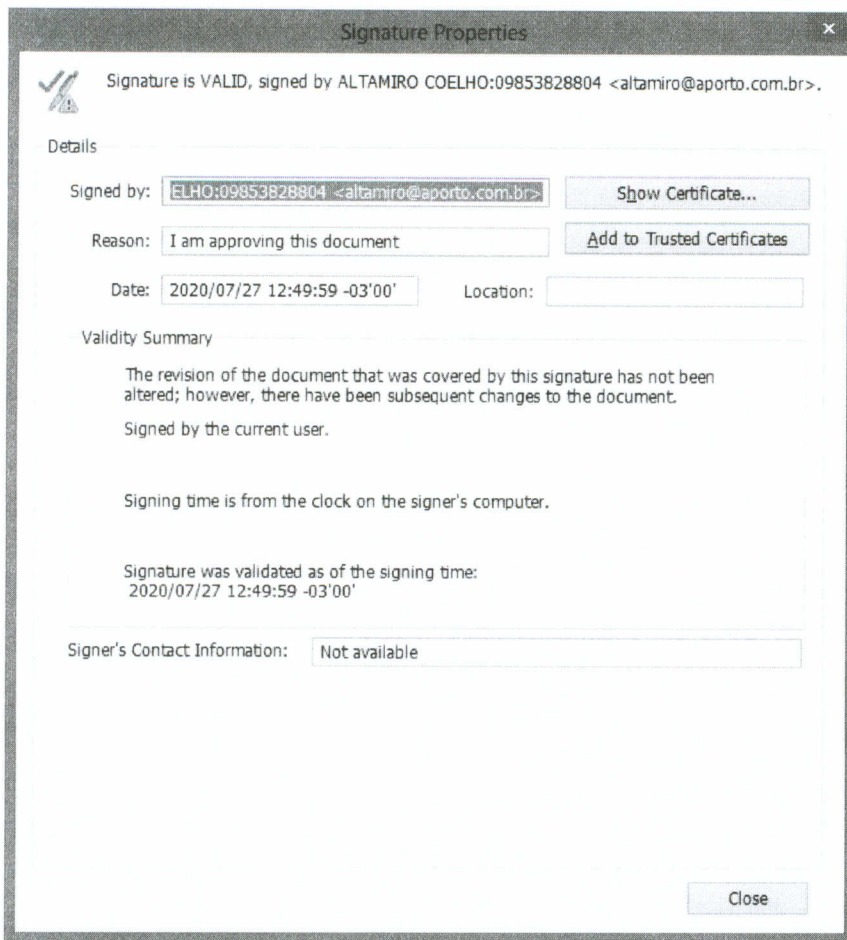 Signature Properties
Signature is VALID, signed by ALTAMIRO COELHO:09853828804 <altamiro@aporto.com.br>.
Details
Signed by: ELHO:09853828804 <altamiro@aporto.com.br> Show Certificate...
Reason: I am approving this document Add to Trusted Certificates
Date: 2020/07/27 12:49:59 -03'00' Location:
Validity Summary
The revision of the document that was covered by this signature has not been
altered; however, there have been subsequent changes to the document.
Signed by the current user.
Signing time is from the clock on the signer's computer.
Signature was validated as of the signing time:
2020/07/27 12:49:59 -03'00'
Signer's Contact Information: Not available
Close